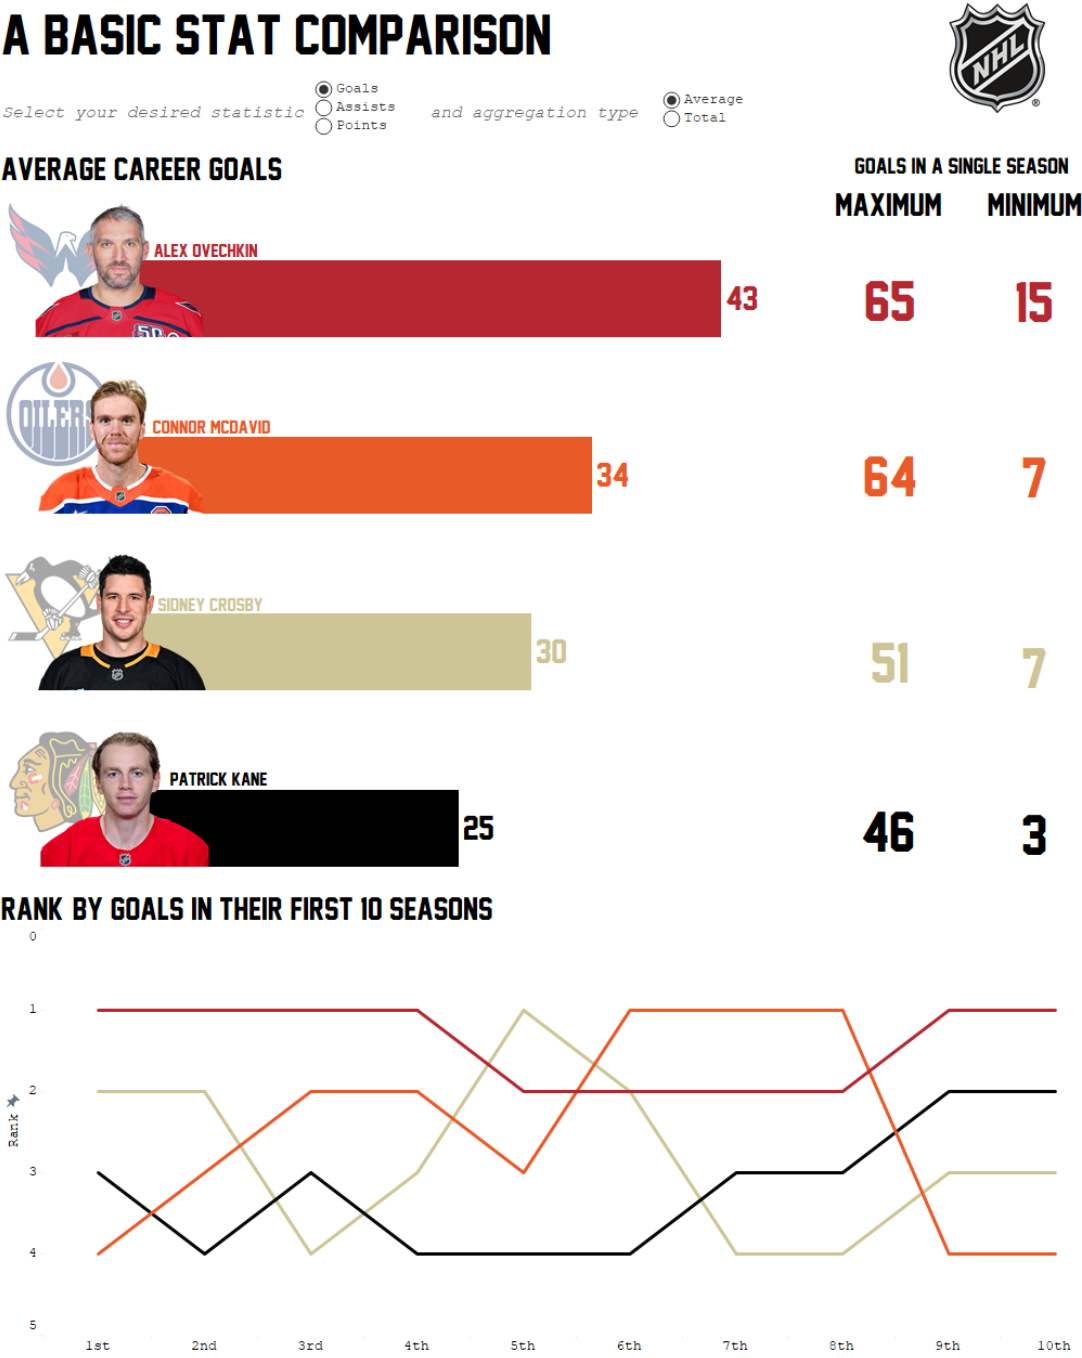 A BASIC STAT COMPARISON
NHL
®
Select your desired statistic
Goals
Assists
Points
and aggregation type
Average
Total
AVERAGE CAREER GOALS
GOALS IN A SINGLE SEASON
MAXIMUM MINIMUM
ALEX OVECHKIN
43 65 15
OILERS
CONNOR MCDAVID
34 64 7
SIDNEY CROSBY
30 51 7
PATRICK KANE
25 46 3
RANK BY GOALS IN THEIR FIRST 10 SEASONS
0
1
2
3
4
5
Rank
1st 2nd 3rd 4th 5th 6th 7th 8th 9th 10th